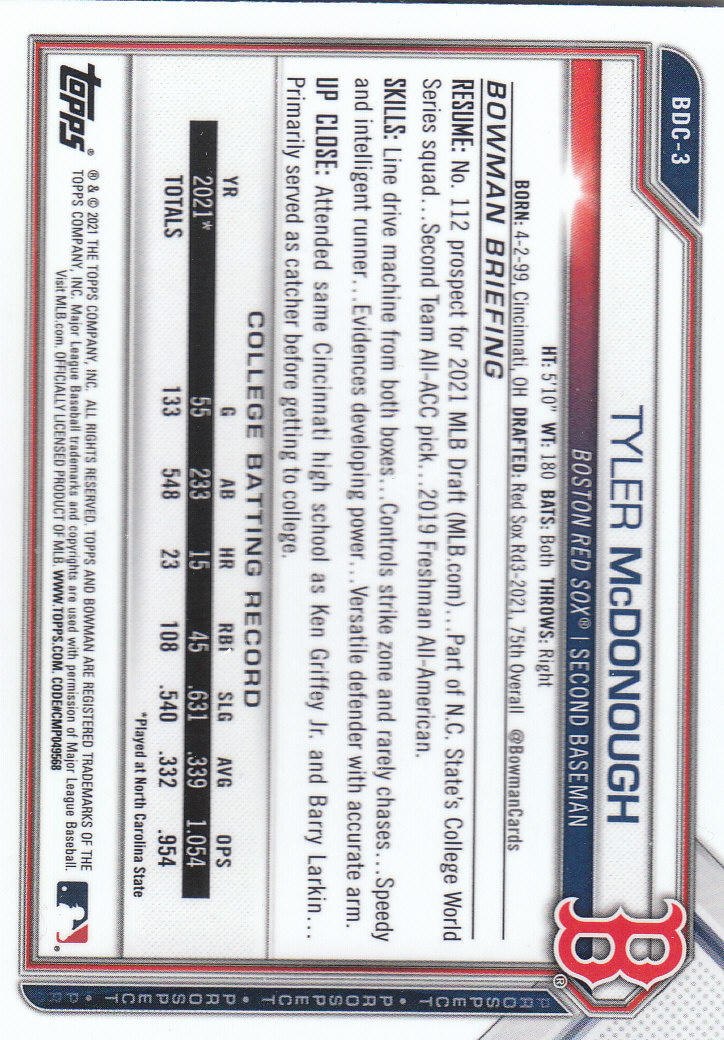 BDC-3
TYLER McDONOUGH
BOSTON RED SOX® | SECOND BASEMAN
HT: 5'10" WT: 180 BATS: Both THROWS: Right
BORN: 4-2-99, Cincinnati, OH DRAFTED: Red Sox Rd3-2021, 75th Overall @BowmanCards
BOWMAN BRIEFING
RESUME: No. 112 prospect for 2021 MLB Draft (MLB.com)...Part of N.C. State's College World
Series squad...Second Team All-ACC pick...2019 Freshman All-American.
SKILLS: Line drive machine from both boxes...Controls strike zone and rarely chases...Speedy
and intelligent runner...Evidences developing power...Versatile defender with accurate arm.
UP CLOSE: Attended same Cincinnati high school as Ken Griffey Jr. and Barry Larkin...
Primarily served as catcher before getting to college.
COLLEGE BATTING RECORD
YR G AB HR RBI SLG AVG OPS
2021* 55 233 15 45 .631 .339 1.054
TOTALS 133 548 23 108 .540 .332 .954
*Played at North Carolina State
Topps®
® & © 2021 THE TOPPS COMPANY, INC. ALL RIGHTS RESERVED. TOPPS AND BOWMAN ARE REGISTERED TRADEMARKS OF THE
TOPPS COMPANY, INC. Major League Baseball trademarks and copyrights are used with permission of Major League Baseball.
Visit MLB.com. OFFICIALLY LICENSED PRODUCT OF MLB. WWW.TOPPS.COM. CODE#CMP049568
B®
PROSPECT • PROSPECT • PROSPECT • PR